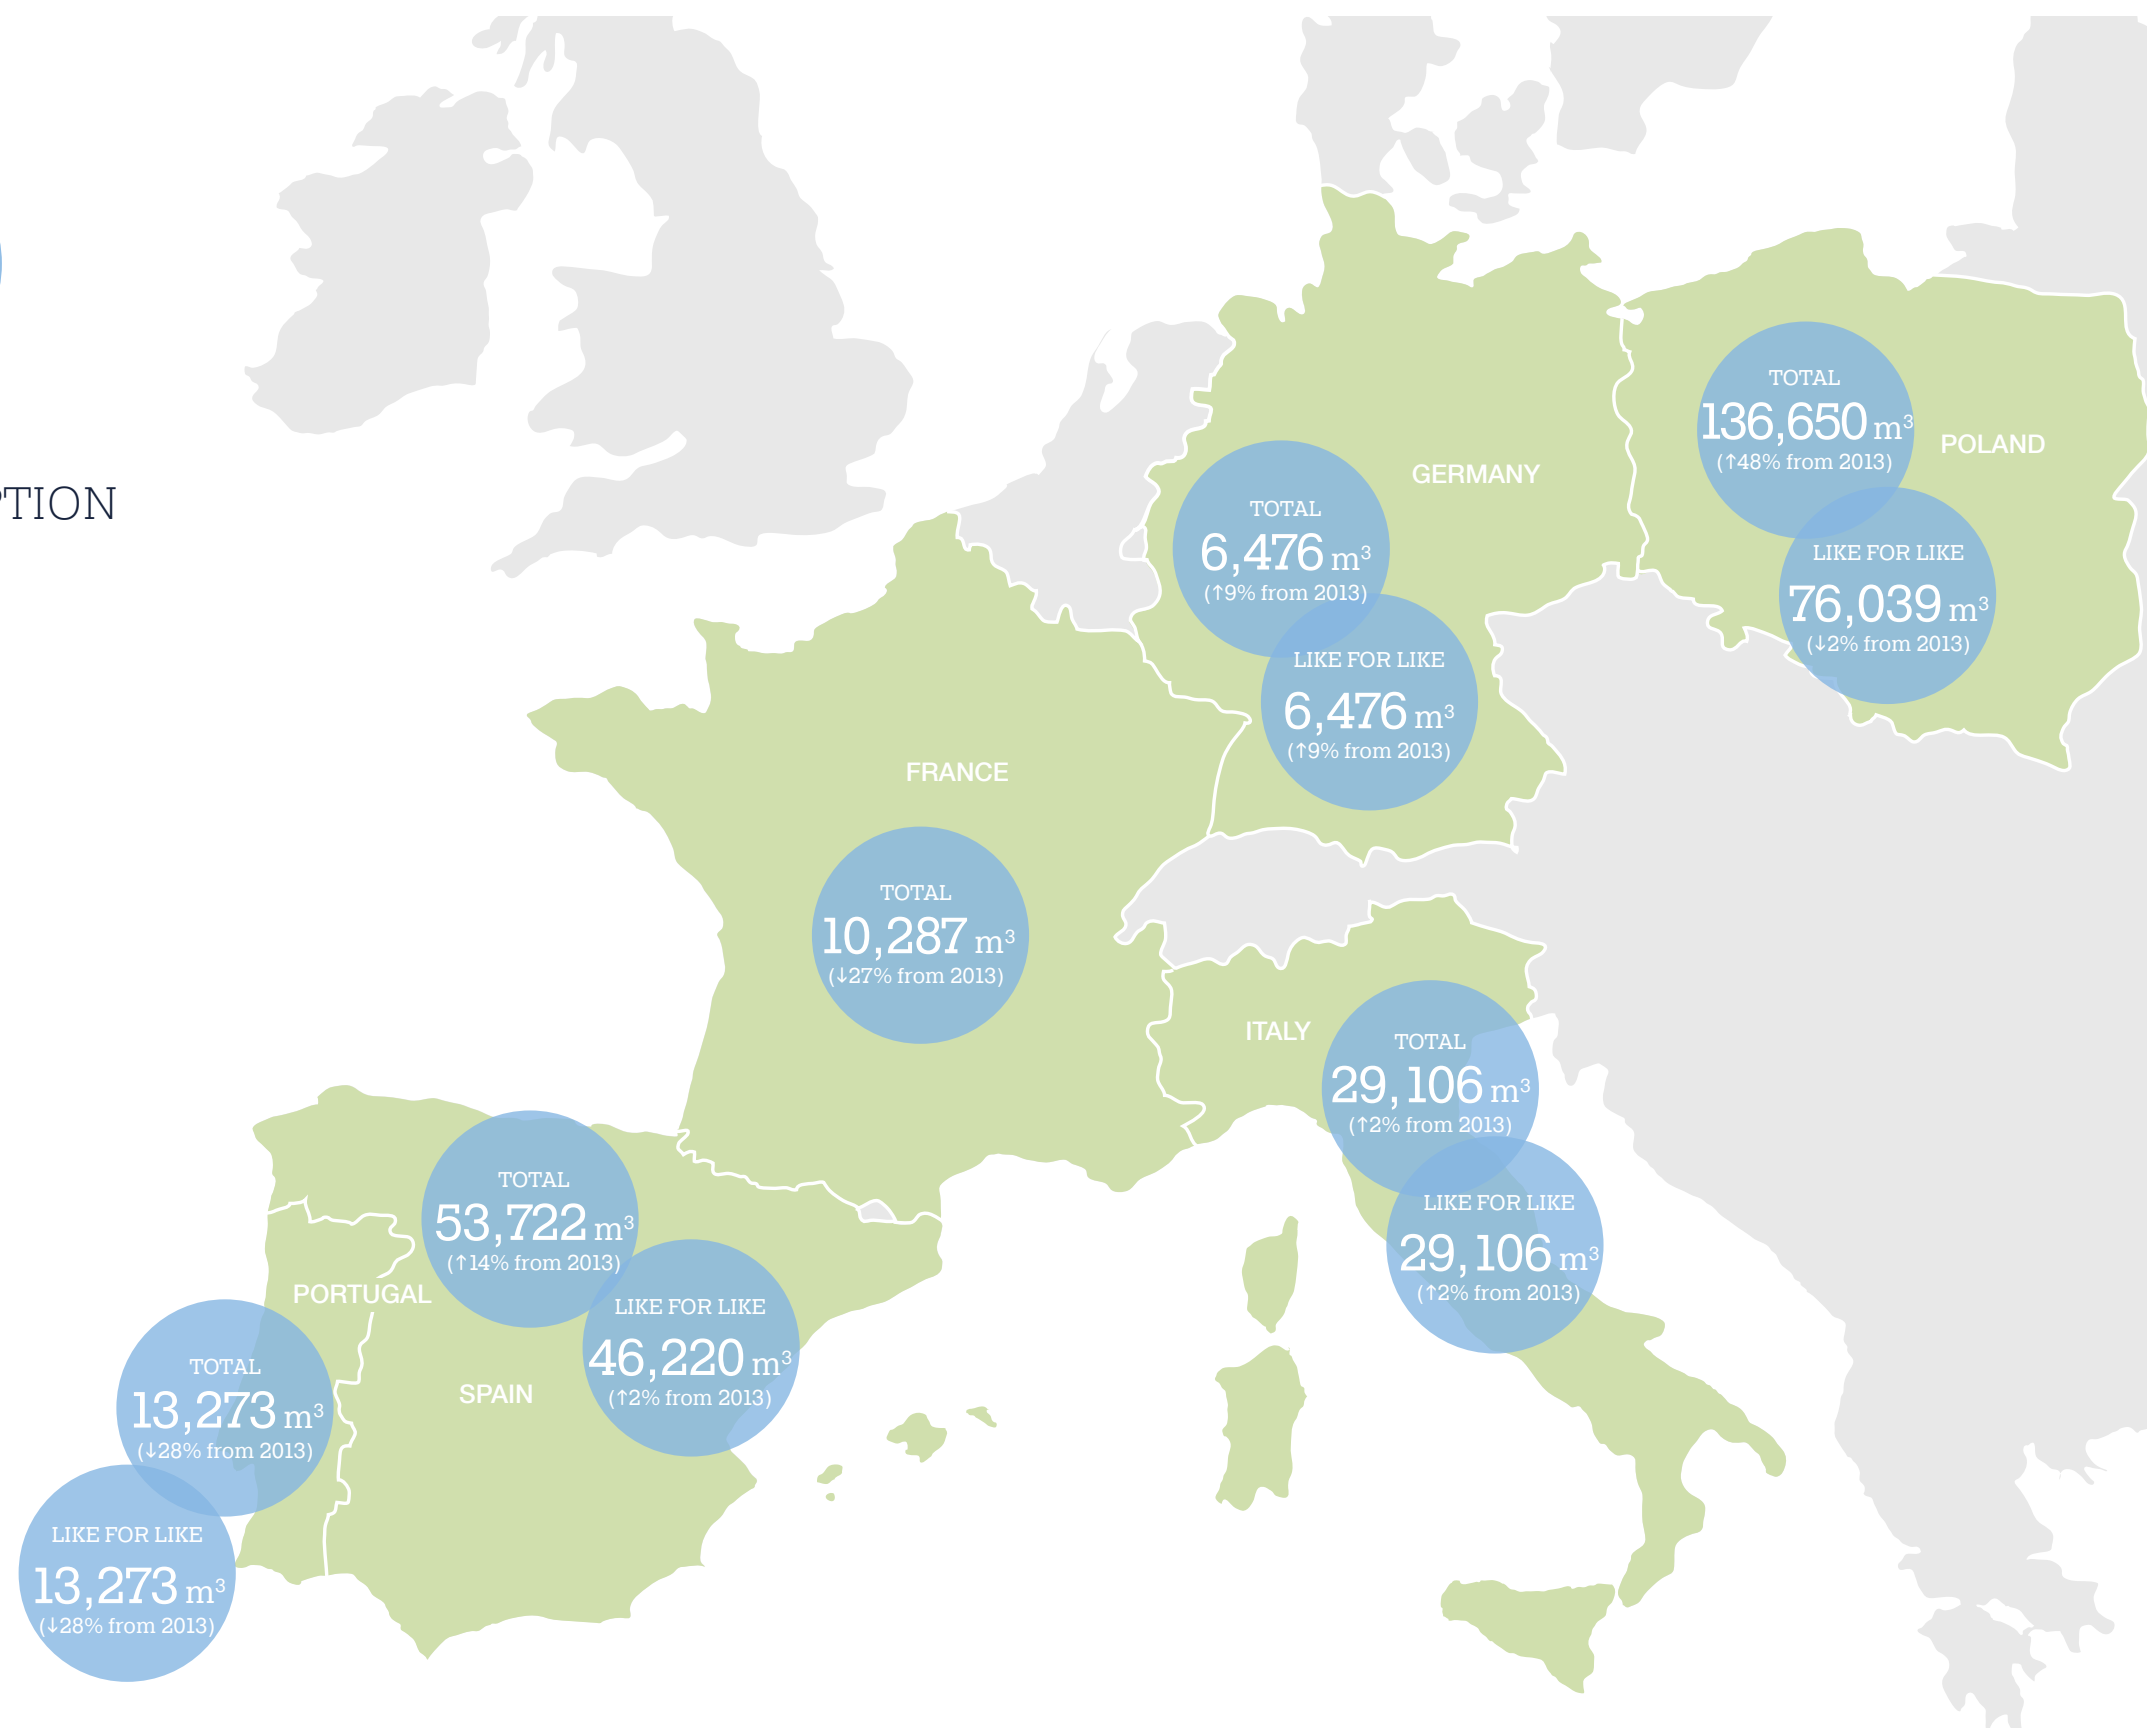 PTION
TOTAL
136,650 m³
(↑48% from 2013)
POLAND
LIKE FOR LIKE
76,039 m³
(↓2% from 2013)
GERMANY
TOTAL
6,476 m³
(↑9% from 2013)
LIKE FOR LIKE
6,476 m³
(↑9% from 2013)
FRANCE
TOTAL
10,287 m³
(↓27% from 2013)
ITALY
TOTAL
29,106 m³
(↑2% from 2013)
LIKE FOR LIKE
29,106 m³
(↑2% from 2013)
TOTAL
53,722 m³
(↑14% from 2013)
LIKE FOR LIKE
46,220 m³
(↑2% from 2013)
SPAIN
PORTUGAL
TOTAL
13,273 m³
(↓28% from 2013)
LIKE FOR LIKE
13,273 m³
(↓28% from 2013)